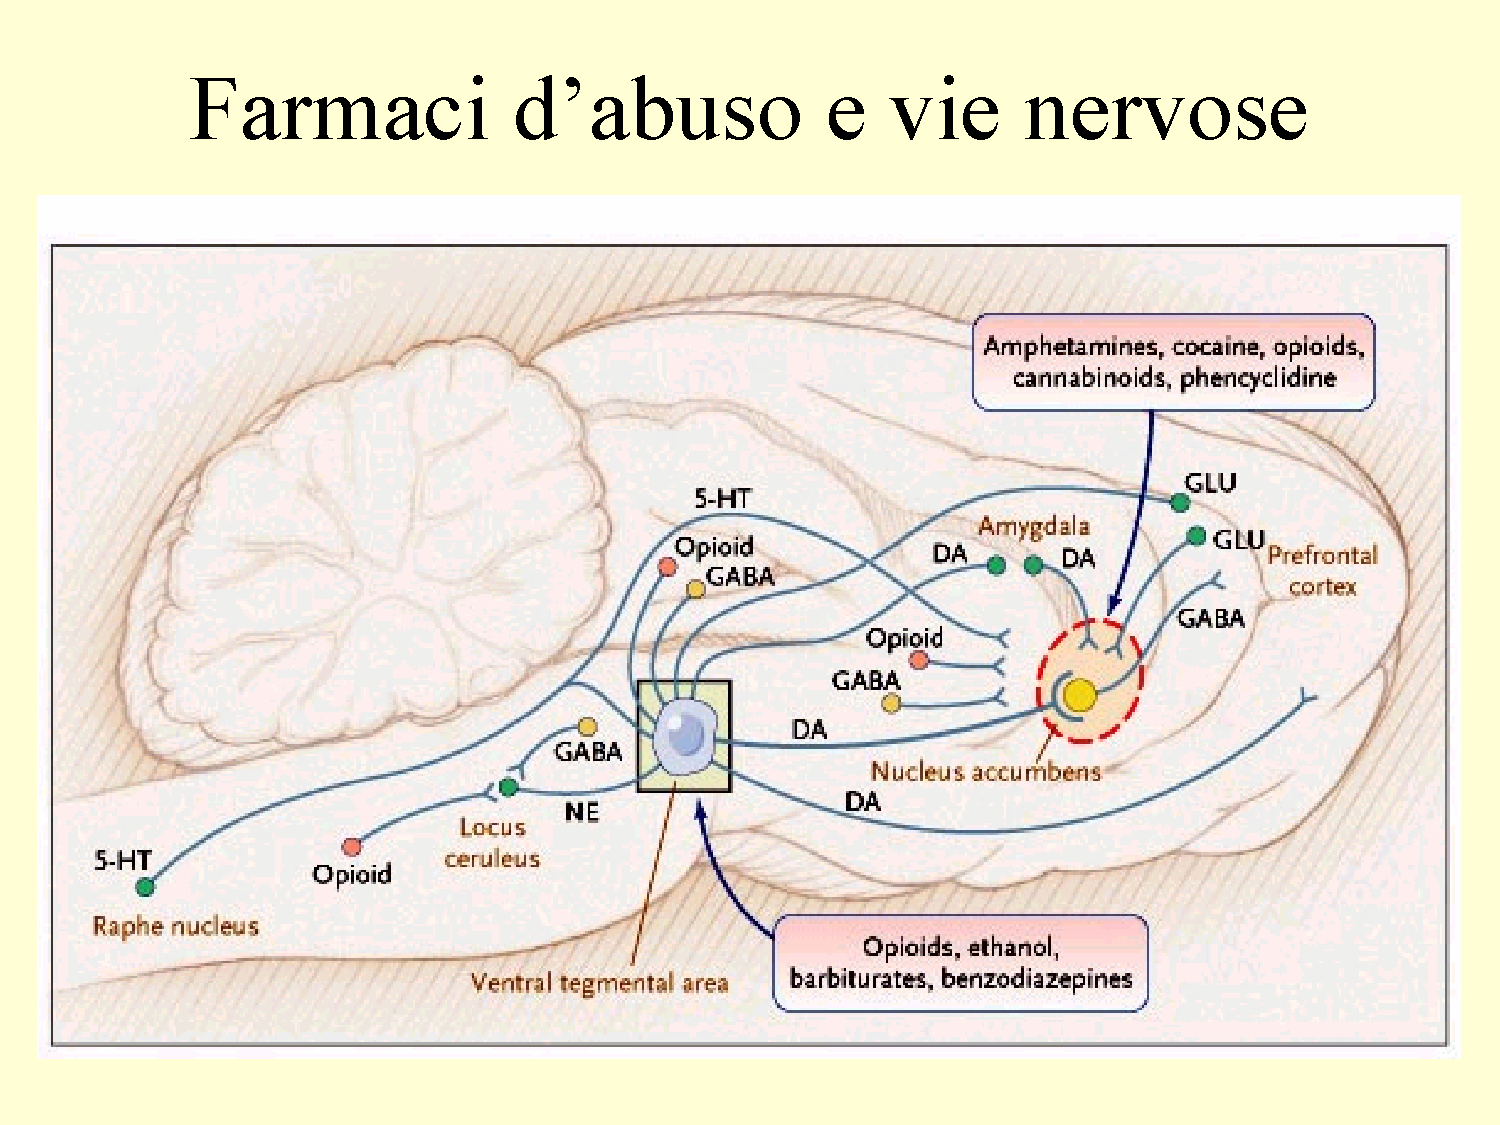 Farmaci d’abuso e vie nervose
Amphetamines, cocaine, opioids,
cannabinoids, phencyclidine
GLU
5-HT
Amygdala
GLU
Opioid
DA
DA
Prefrontal
cortex
GABA
GABA
Opioid
GABA
DA
GABA
Nucleus accumbens
DA
NE
Locus
ceruleus
5-HT
Opioid
Raphe nucleus
Opioids, ethanol,
barbiturates, benzodiazepines
Ventral tegmental area